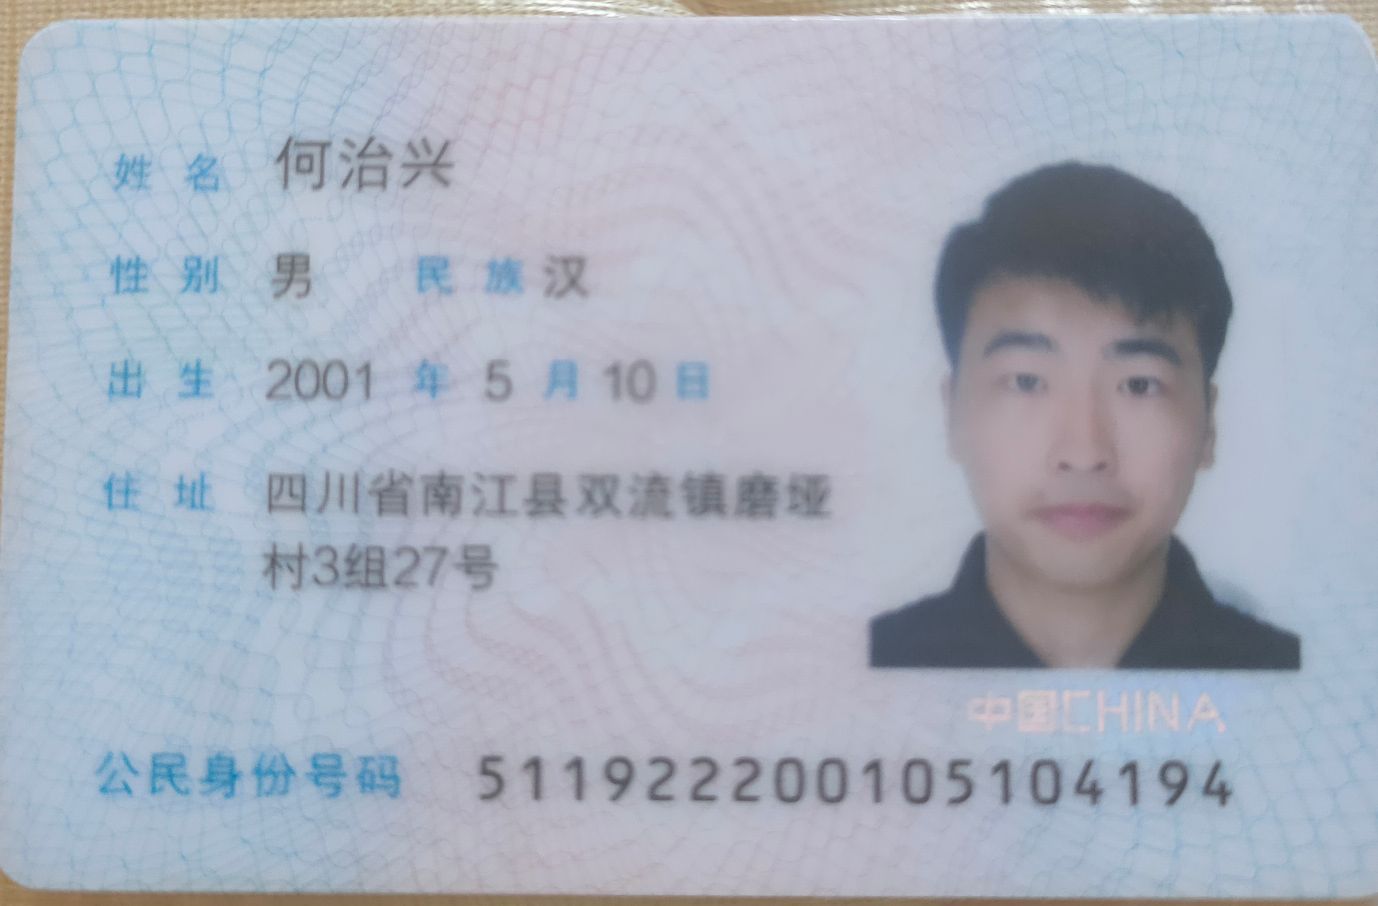 姓名 何治兴
性别 男 民族 汉
出生 2001 年 5 月 10 日
住址 四川省南江县双流镇磨垭
村3组27号
中国CHINA
公民身份号码 511922200105104194